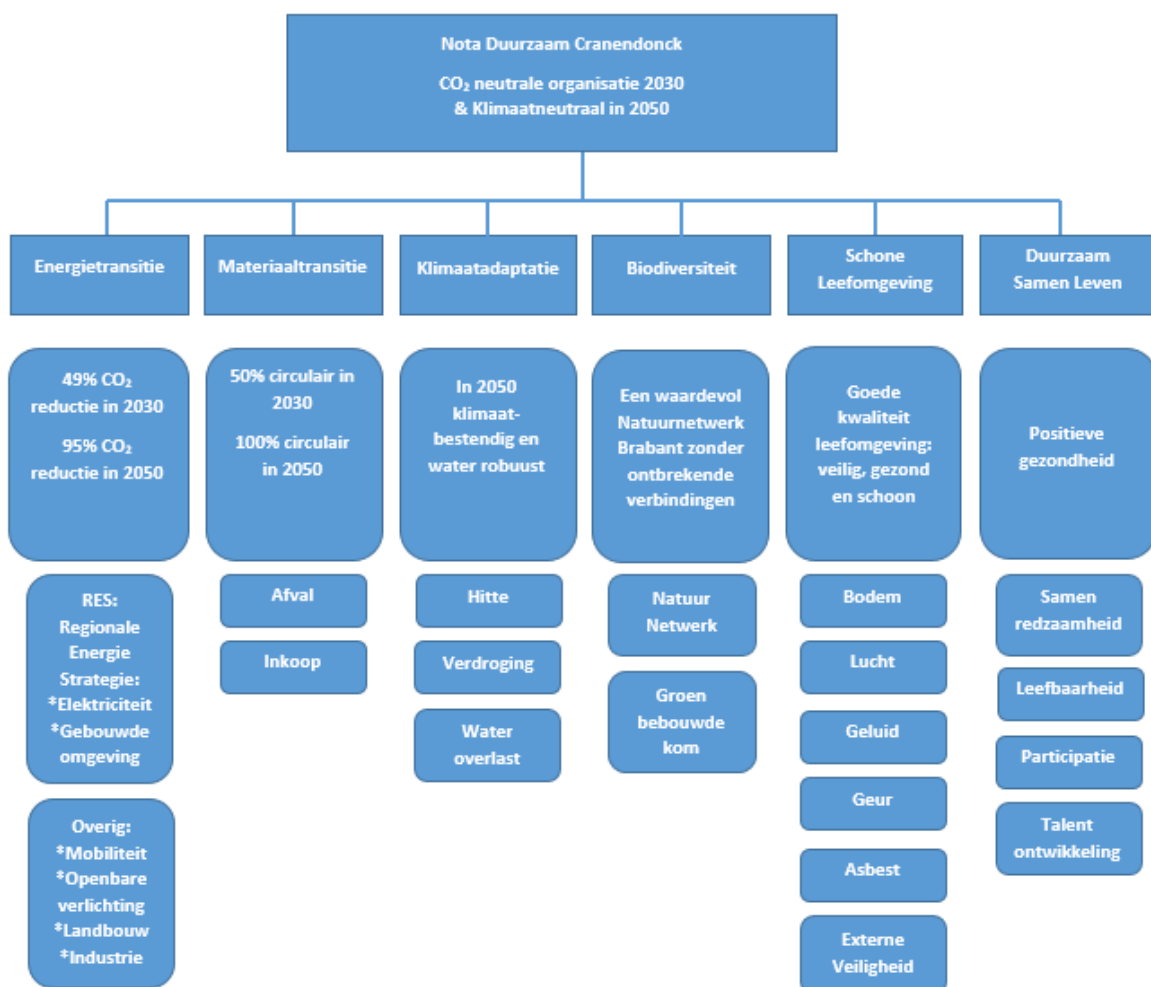 Nota Duurzaam Cranendonck
CO₂ neutrale organisatie 2030
& Klimaatneutraal in 2050
Energietransitie
Materiaaltransitie
Klimaatadaptatie
Biodiversiteit
Schone
Leefomgeving
Duurzaam
Samen Leven
49% CO₂
reductie in 2030
95% CO₂
reductie in 2050
50% circulair in
2030
100% circulair
in 2050
In 2050
klimaat-
bestendig en
water robuust
Een waardevol
Natuurnetwerk
Brabant zonder
ontbrekende
verbindingen
Goede
kwaliteit
leefomgeving:
veilig, gezond
en schoon
Positieve
gezondheid
RES:
Regionale
Energie
Strategie:
*Elektriciteit
*Gebouwde
omgeving
Overig:
*Mobiliteit
*Openbare
verlichting
*Landbouw
*Industrie
Afval
Inkoop
Hitte
Verdroging
Water
overlast
Natuur
Netwerk
Groen
bebouwde
kom
Bodem
Lucht
Geluid
Geur
Asbest
Externe
Veiligheid
Samen
redzaamheid
Leefbaarheid
Participatie
Talent
ontwikkeling